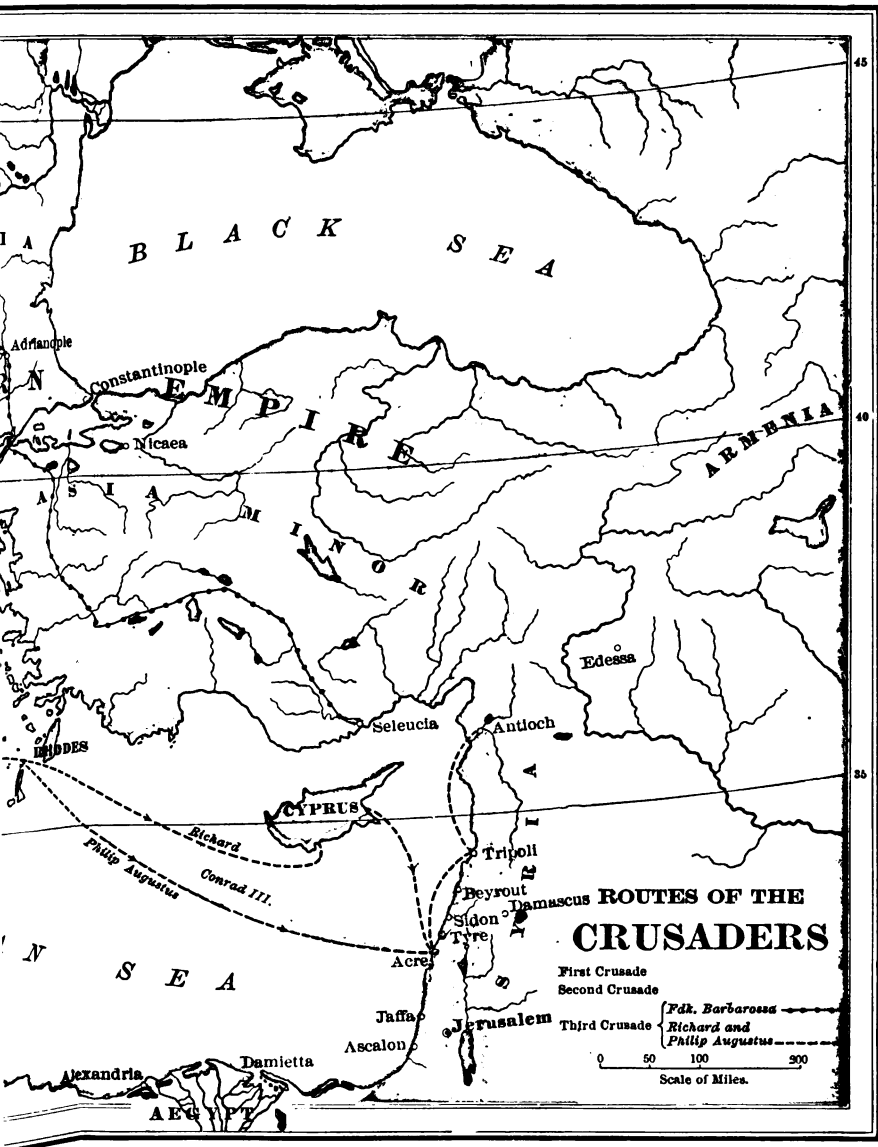 45
BLACK SEA
IA
Adrianople
N
Constantinople
EMPIRE
Nicaea
40
ARMENIA
ASIA MINOR
Edessa
Seleucia
Antioch
RHODES
35
CYPRUS
Richard
Philip Augustus
Conrad III.
Tripoli
SYRIA
Beyrout
Damascus
Sidon
Tyre
Acre
N SEA
Jaffa
Jerusalem
Ascalon
Damietta
Alexandria
AEGYPT
ROUTES OF THE
CRUSADERS
First Crusade
Second Crusade
Third Crusade
Fdk. Barbarossa
Richard and
Philip Augustus
0 50 100 900
Scale of Miles.